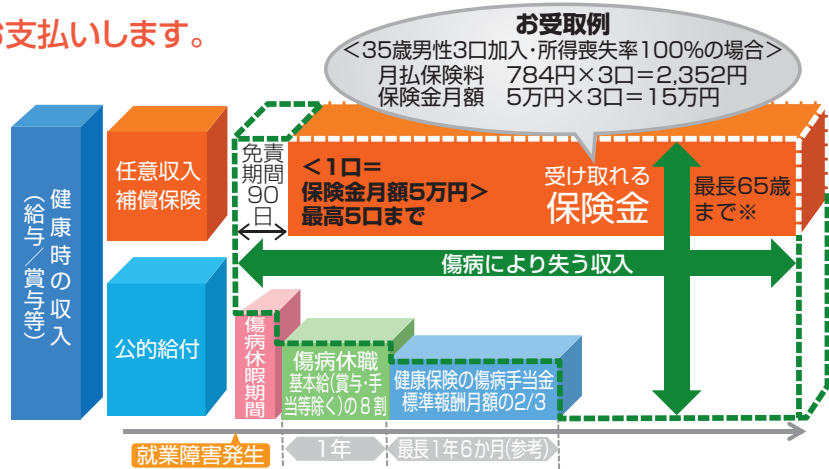 お支払いします。
お受取例
<35歳男性3口加入・所得喪失率100%の場合>
月払保険料 784円×3口＝2,352円
保険金月額 5万円×3口＝15万円
健康時の収入
(給与／賞与等)
任意収入
補償保険
免責
期間
90
日
<1口＝
保険金月額5万円>
最高5口まで
受け取れる
保険金
最長65歳
まで※
傷病により失う収入
公的給付
傷病休暇期間
傷病休職
基本給(賞与・手
当等除く)の8割
健康保険の傷病手当金
標準報酬月額の2/3
就業障害発生
1年
最長1年6か月(参考)